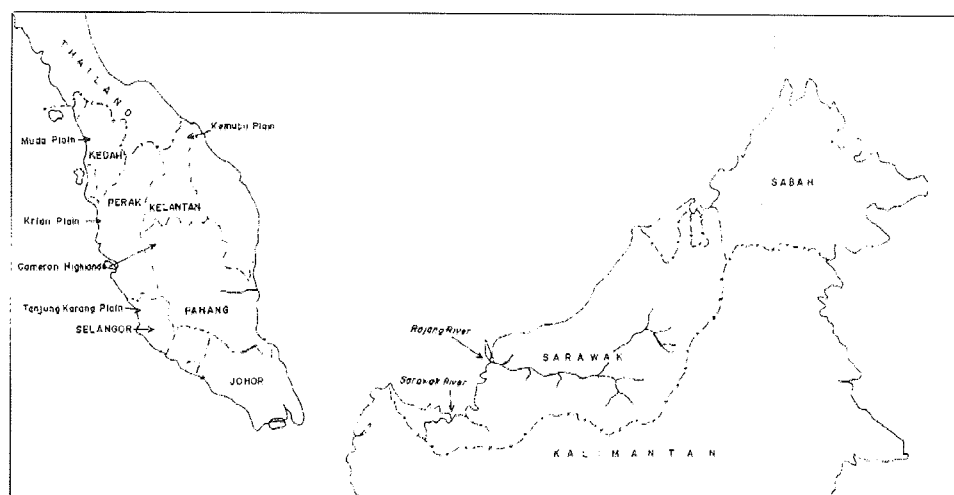 THAILAND
Muda Plain
Kemubu Plain
KEDAH
PERAK
KELANTAN
Krian Plain
Cameron Highland
Tanjung Karang Plain
SELANGOR
PAHANG
JOHOR
SABAH
Rajang River
SARAWAK
Sarawak River
KALIMANTAN